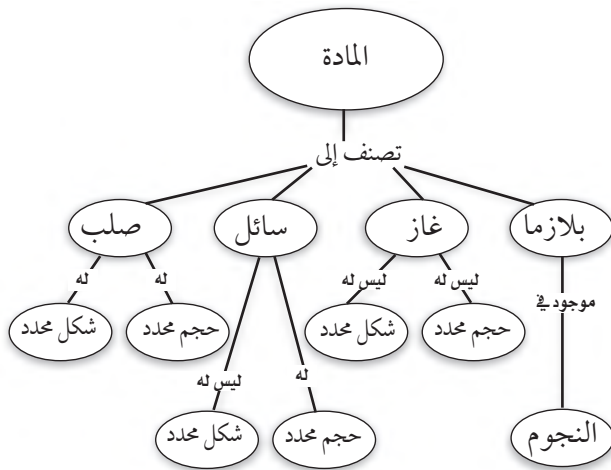 المادة
تصنف إلى
بلازما
غاز
سائل
صلب
موجود في
ليس له
ليس له
له
له
حجم محدد
شكل محدد
حجم محدد
شكل محدد
له
ليس له
النجوم
حجم محدد
شكل محدد